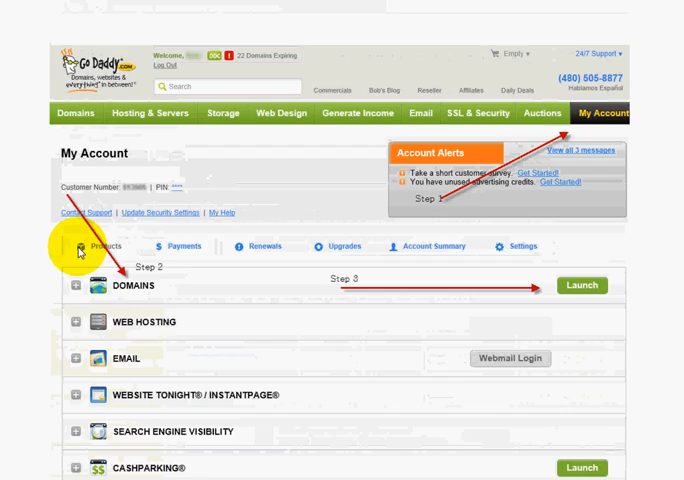 Go Daddy.COM
Domains, websites &
everything* in between!™
Welcome,
22 Domains Expiring
Log Out
Empty
24/7 Support
Search
(480) 505-8877
Hablamos Español
Commercials Bob's Blog Reseller Affiliates Daily Deals
Domains Hosting & Servers Storage Web Design Generate Income Email SSL & Security Auctions My Account
My Account
Account Alerts
View all 3 messages
! Take a short customer survey. Get Started!
! You have unused advertising credits. Get Started!
Customer Number: | PIN: ****
Step 1
Contact Support | Update Security Settings | My Help
Products Payments Renewals Upgrades Account Summary Settings
Step 2
Step 3
DOMAINS Launch
WEB HOSTING
EMAIL Webmail Login
WEBSITE TONIGHT® / INSTANTPAGE®
SEARCH ENGINE VISIBILITY
CASHPARKING® Launch